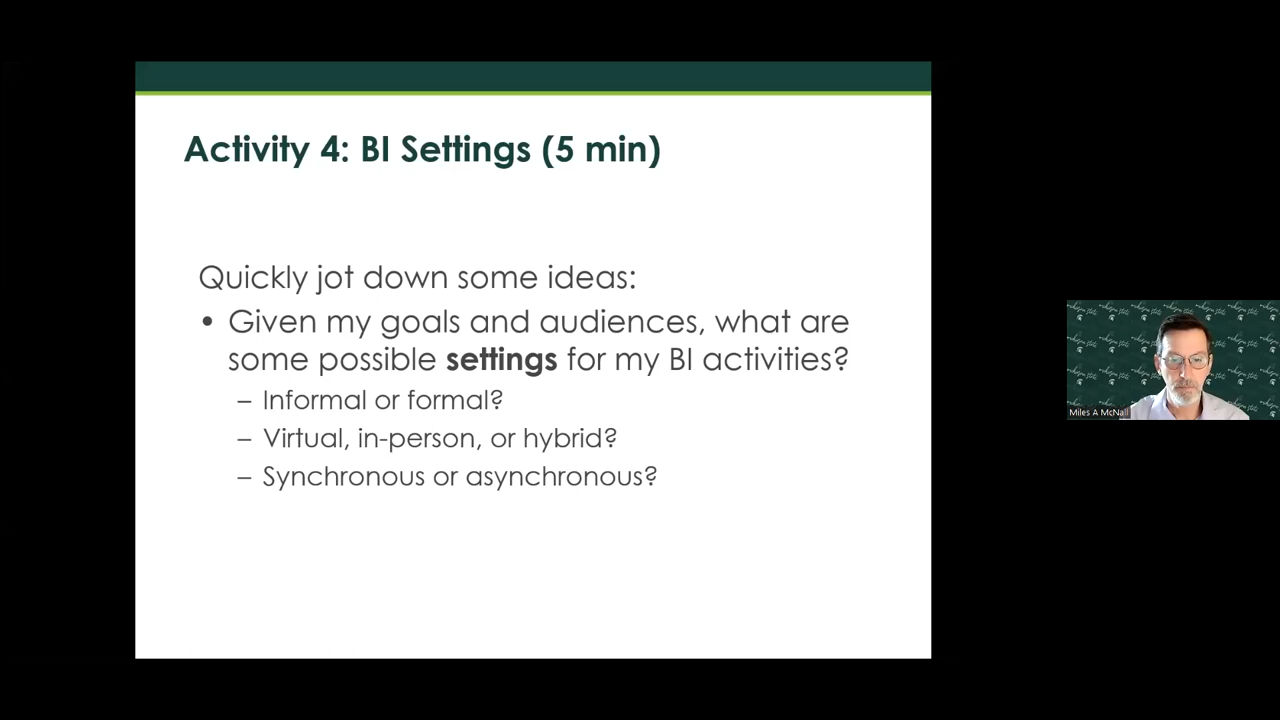 Activity 4: BI Settings (5 min)
Quickly jot down some ideas:
• Given my goals and audiences, what are
some possible settings for my BI activities?
– Informal or formal?
– Virtual, in-person, or hybrid?
– Synchronous or asynchronous?
Miles A McNall